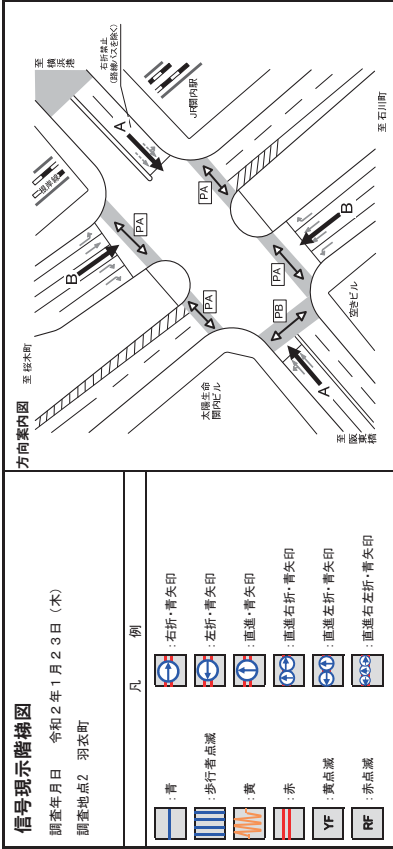 信号現示階梯図
調査年月日 令和2年1月23日（木）
調査地点2 羽衣町
凡 例
：青
：右折・青矢印
：歩行者点滅
：左折・青矢印
：黄
：直進・青矢印
：赤
：直進右折・青矢印
YF ：黄点滅
：直進左折・青矢印
RF ：赤点滅
：直進右左折・青矢印
方向案内図
至 桜木町
根岸線
至 横浜港
右折禁止
（路線バスを除く）
JR関内駅
B
A
PA
PA
PA
PA
PB
A
B
太陽生命
関内ビル
空きビル
至 阪東橋
至 石川町